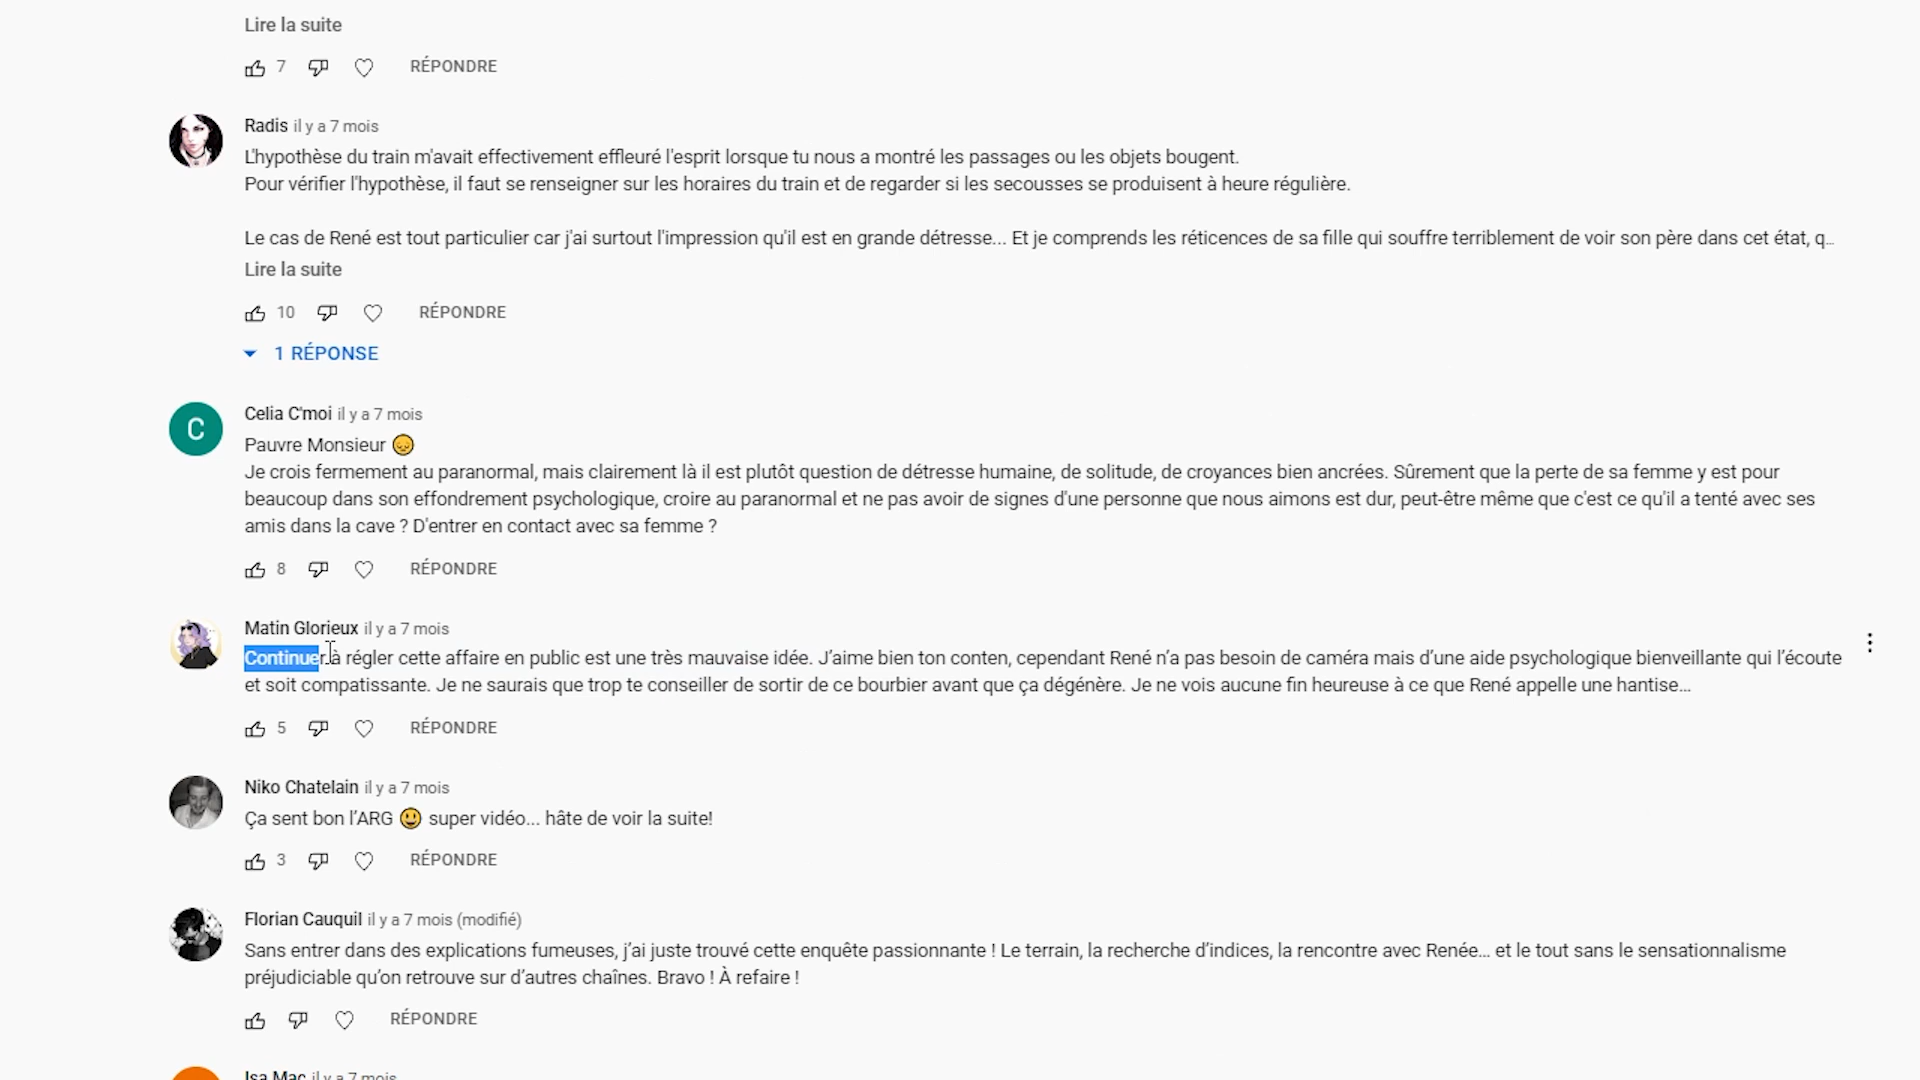 Lire la suite
7 RÉPONDRE
Radis il y a 7 mois
L'hypothèse du train m'avait effectivement effleuré l'esprit lorsque tu nous a montré les passages ou les objets bougent.
Pour vérifier l'hypothèse, il faut se renseigner sur les horaires du train et de regarder si les secousses se produisent à heure régulière.
Le cas de René est tout particulier car j'ai surtout l'impression qu'il est en grande détresse... Et je comprends les réticences de sa fille qui souffre terriblement de voir son père dans cet état, q...
Lire la suite
10 RÉPONDRE
1 RÉPONSE
C
Celia C'moi il y a 7 mois
Pauvre Monsieur 😞
Je crois fermement au paranormal, mais clairement là il est plutôt question de détresse humaine, de solitude, de croyances bien ancrées. Sûrement que la perte de sa femme y est pour
beaucoup dans son effondrement psychologique, croire au paranormal et ne pas avoir de signes d'une personne que nous aimons est dur, peut-être même que c'est ce qu'il a tenté avec ses
amis dans la cave ? D'entrer en contact avec sa femme ?
8 RÉPONDRE
Matin Glorieux il y a 7 mois
Continuer à régler cette affaire en public est une très mauvaise idée. J’aime bien ton conten, cependant René n’a pas besoin de caméra mais d’une aide psychologique bienveillante qui l’écoute
et soit compatissante. Je ne saurais que trop te conseiller de sortir de ce bourbier avant que ça dégénère. Je ne vois aucune fin heureuse à ce que René appelle une hantise…
5 RÉPONDRE
Niko Chatelain il y a 7 mois
Ça sent bon l’ARG 😃 super vidéo... hâte de voir la suite!
3 RÉPONDRE
Florian Cauquil il y a 7 mois (modifié)
Sans entrer dans des explications fumeuses, j’ai juste trouvé cette enquête passionnante ! Le terrain, la recherche d’indices, la rencontre avec Renée… et le tout sans le sensationnalisme
préjudiciable qu’on retrouve sur d’autres chaînes. Bravo ! À refaire !
RÉPONDRE
Isa Mac il y a 7 mois